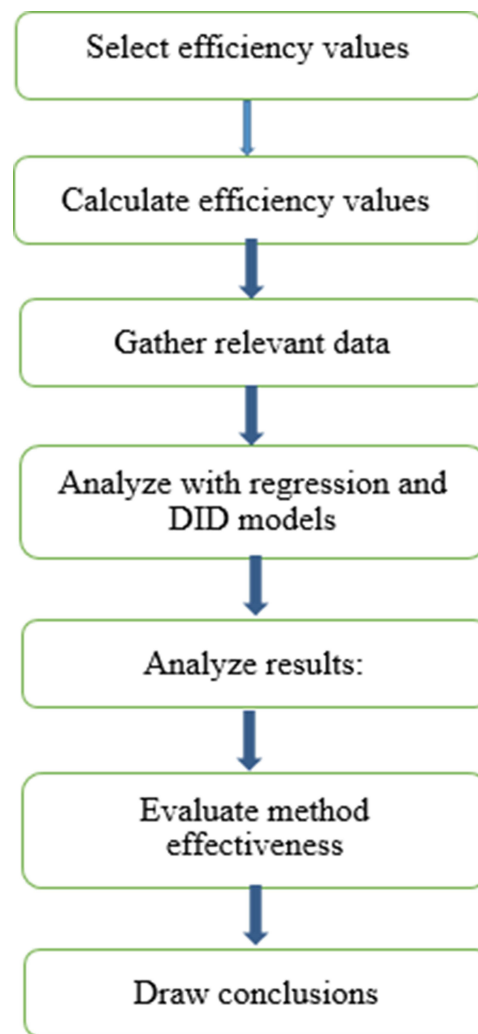 Select efficiency values
Calculate efficiency values
Gather relevant data
Analyze with regression and
DID models
Analyze results:
Evaluate method
effectiveness
Draw conclusions